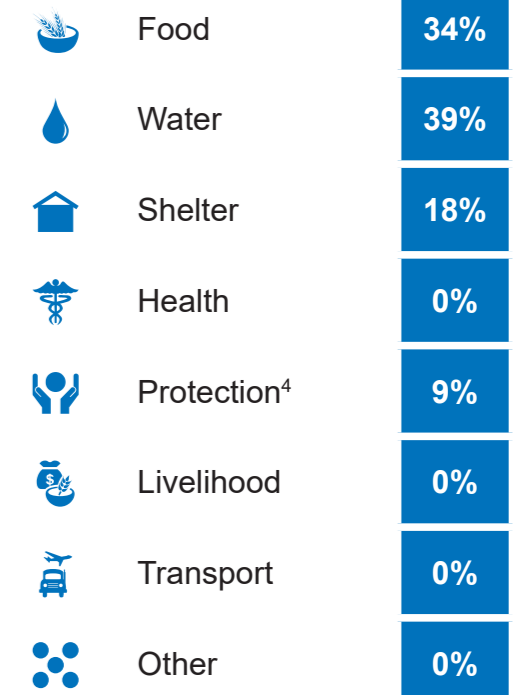 Food 34%
Water 39%
Shelter 18%
Health 0%
Protection⁴ 9%
$ Livelihood 0%
Transport 0%
Other 0%